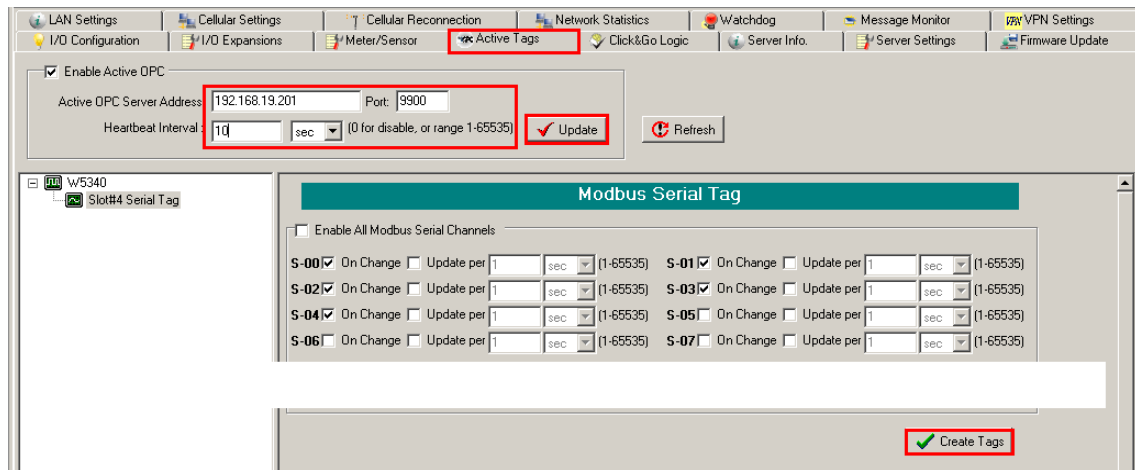 LAN Settings Cellular Settings Cellular Reconnection Network Statistics Watchdog Message Monitor VPN VPN Settings
I/O Configuration I/O Expansions Meter/Sensor Active Tags Click&Go Logic Server Info. Server Settings Firmware Update
Enable Active OPC
Active OPC Server Address 192.168.19.201 Port: 9900
Heartbeat Interval : 10 sec (0 for disable, or range 1-65535) Update Refresh
W5340
Slot#4 Serial Tag
Modbus Serial Tag
Enable All Modbus Serial Channels
S-00 On Change Update per 1 sec (1-65535) S-01 On Change Update per 1 sec (1-65535)
S-02 On Change Update per 1 sec (1-65535) S-03 On Change Update per 1 sec (1-65535)
S-04 On Change Update per 1 sec (1-65535) S-05 On Change Update per 1 sec (1-65535)
S-06 On Change Update per 1 sec (1-65535) S-07 On Change Update per 1 sec (1-65535)
Create Tags